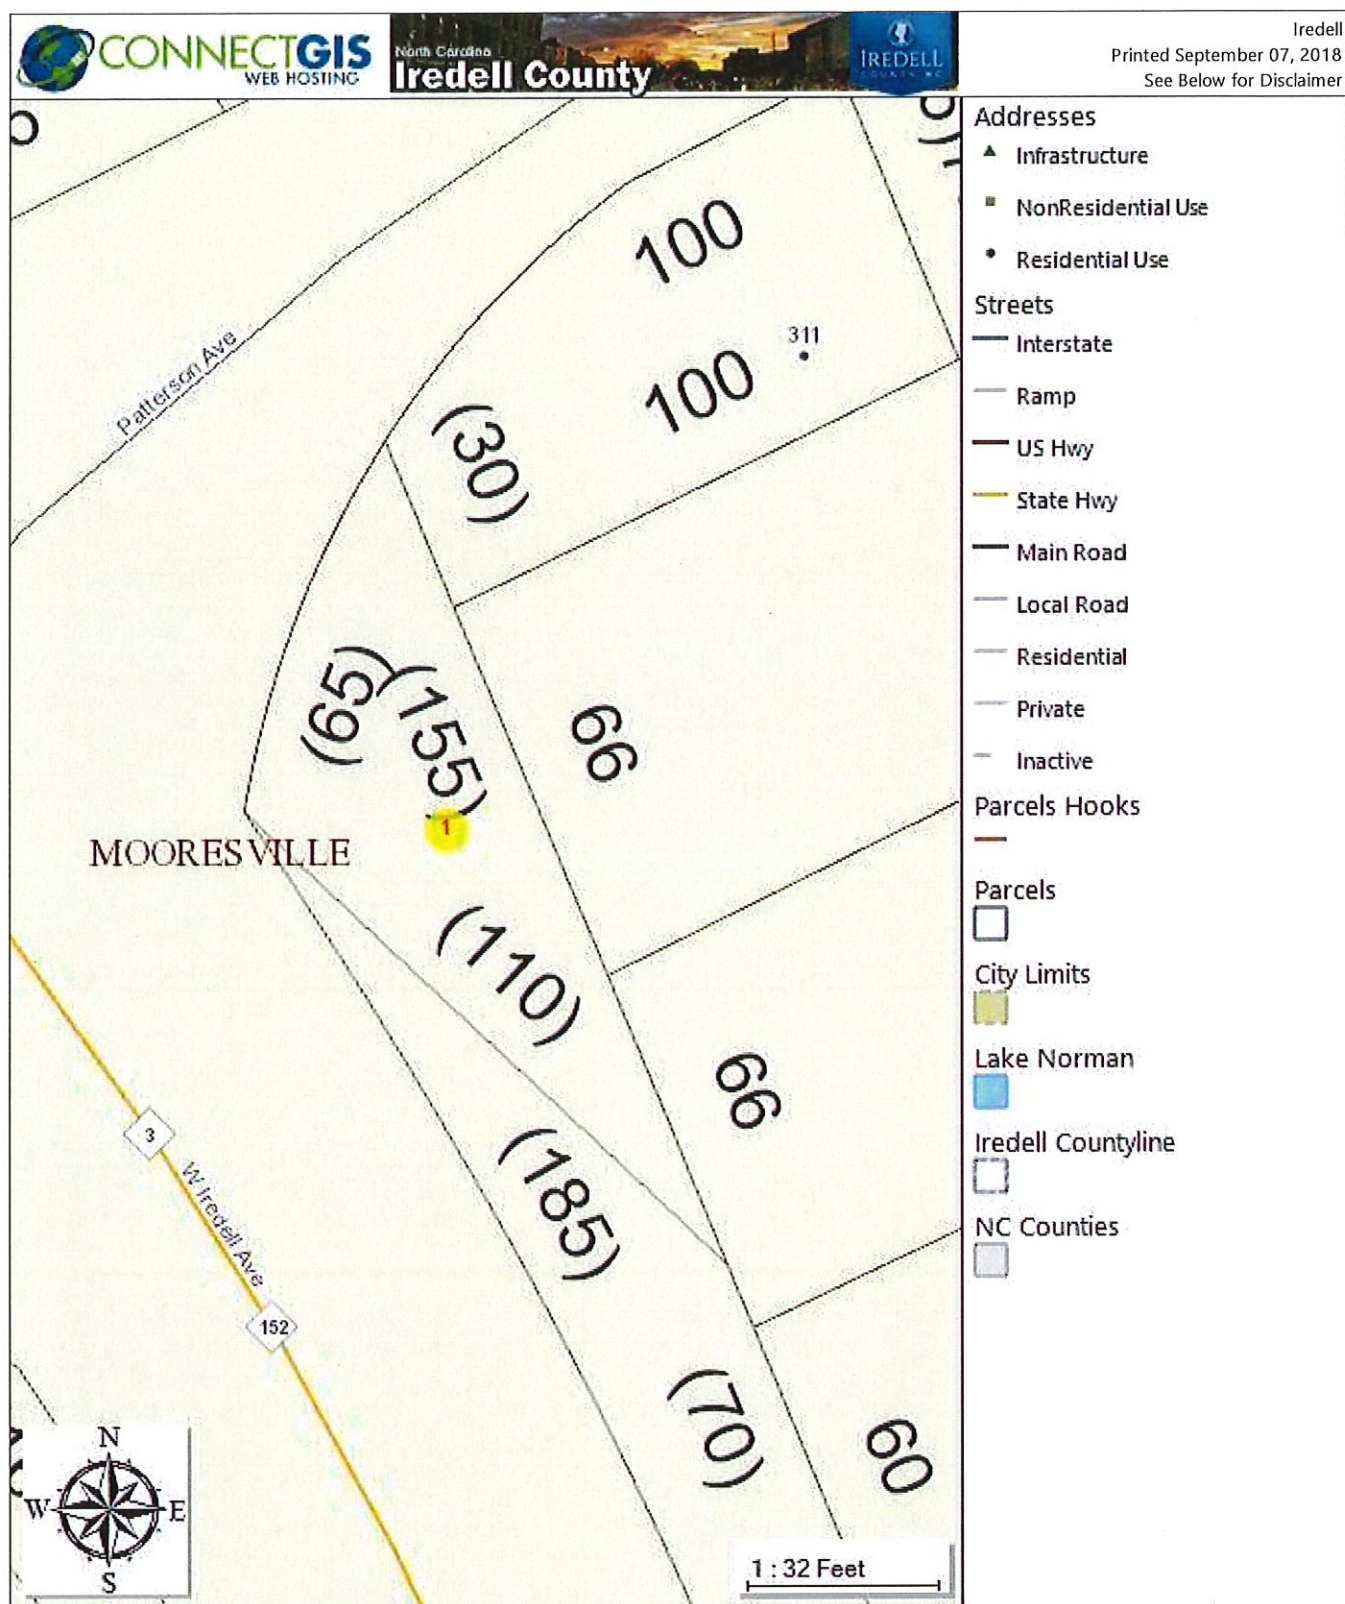 CONNECTGIS
WEB HOSTING
North Carolina
Iredell County
IREDELL
COUNTY NC
Iredell
Printed September 07, 2018
See Below for Disclaimer
Addresses
Infrastructure
NonResidential Use
Residential Use
Streets
Interstate
Ramp
US Hwy
State Hwy
Main Road
Local Road
Residential
Private
Inactive
Parcels Hooks
Parcels
City Limits
Lake Norman
Iredell Countyline
NC Counties
100
311
100
Patterson Ave
(30)
(65)
(155)
66
1
MOORESVILLE
(110)
66
3
W Iredell Ave
(185)
152
(70)
60
N
W
E
S
1 : 32 Feet